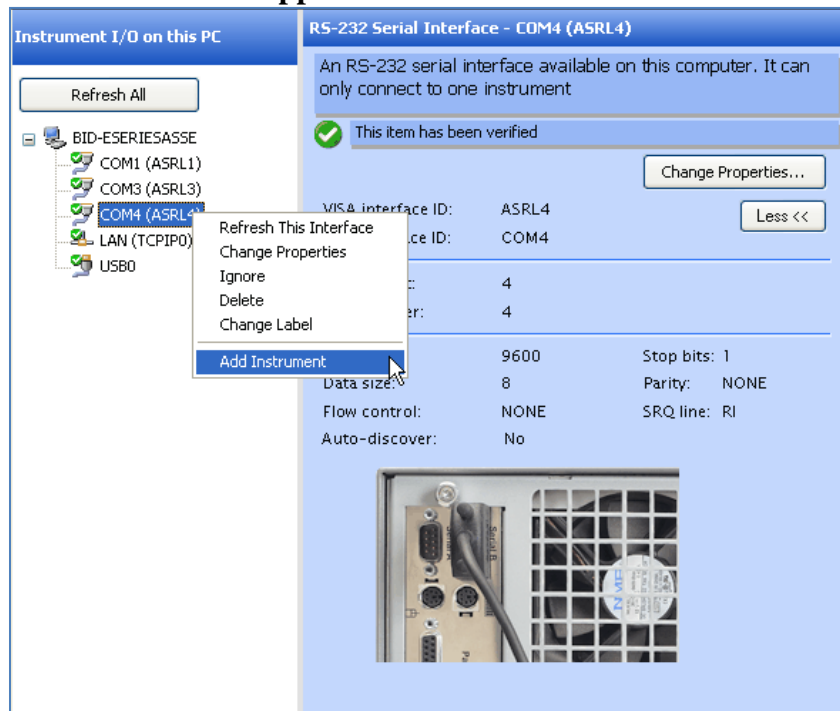 Instrument I/O on this PC
Refresh All
BID-ESERIESASSE
COM1 (ASRL1)
COM3 (ASRL3)
COM4 (ASRL4)
LAN (TCPIP0)
USB0
Refresh This Interface
Change Properties
Ignore
Delete
Change Label
Add Instrument
RS-232 Serial Interface - COM4 (ASRL4)
An RS-232 serial interface available on this computer. It can
only connect to one instrument
This item has been verified
Change Properties...
VISA interface ID: ASRL4
Less <<
ID: COM4
4
4
9600 Stop bits: 1
Data size: 8 Parity: NONE
Flow control: NONE SRQ line: RI
Auto-discover: No
Serial A
Serial B